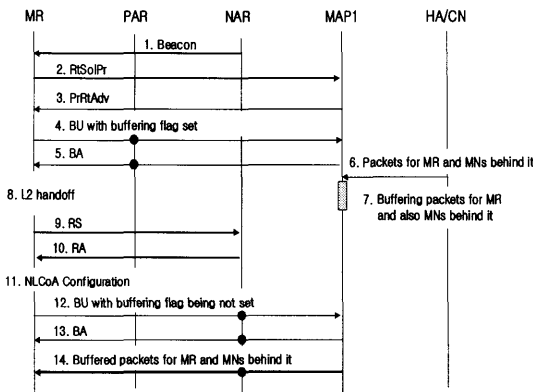 MR PAR NAR MAP1 HA/CN
1. Beacon
2. RtSolPr
3. PrRtAdv
4. BU with buffering flag set
5. BA
6. Packets for MR and MNs behind it
7. Buffering packets for MR
and also MNs behind it
8. L2 handoff
9. RS
10. RA
11. NLCoA Configuration
12. BU with buffering flag being not set
13. BA
14. Buffered packets for MR and MNs behind it